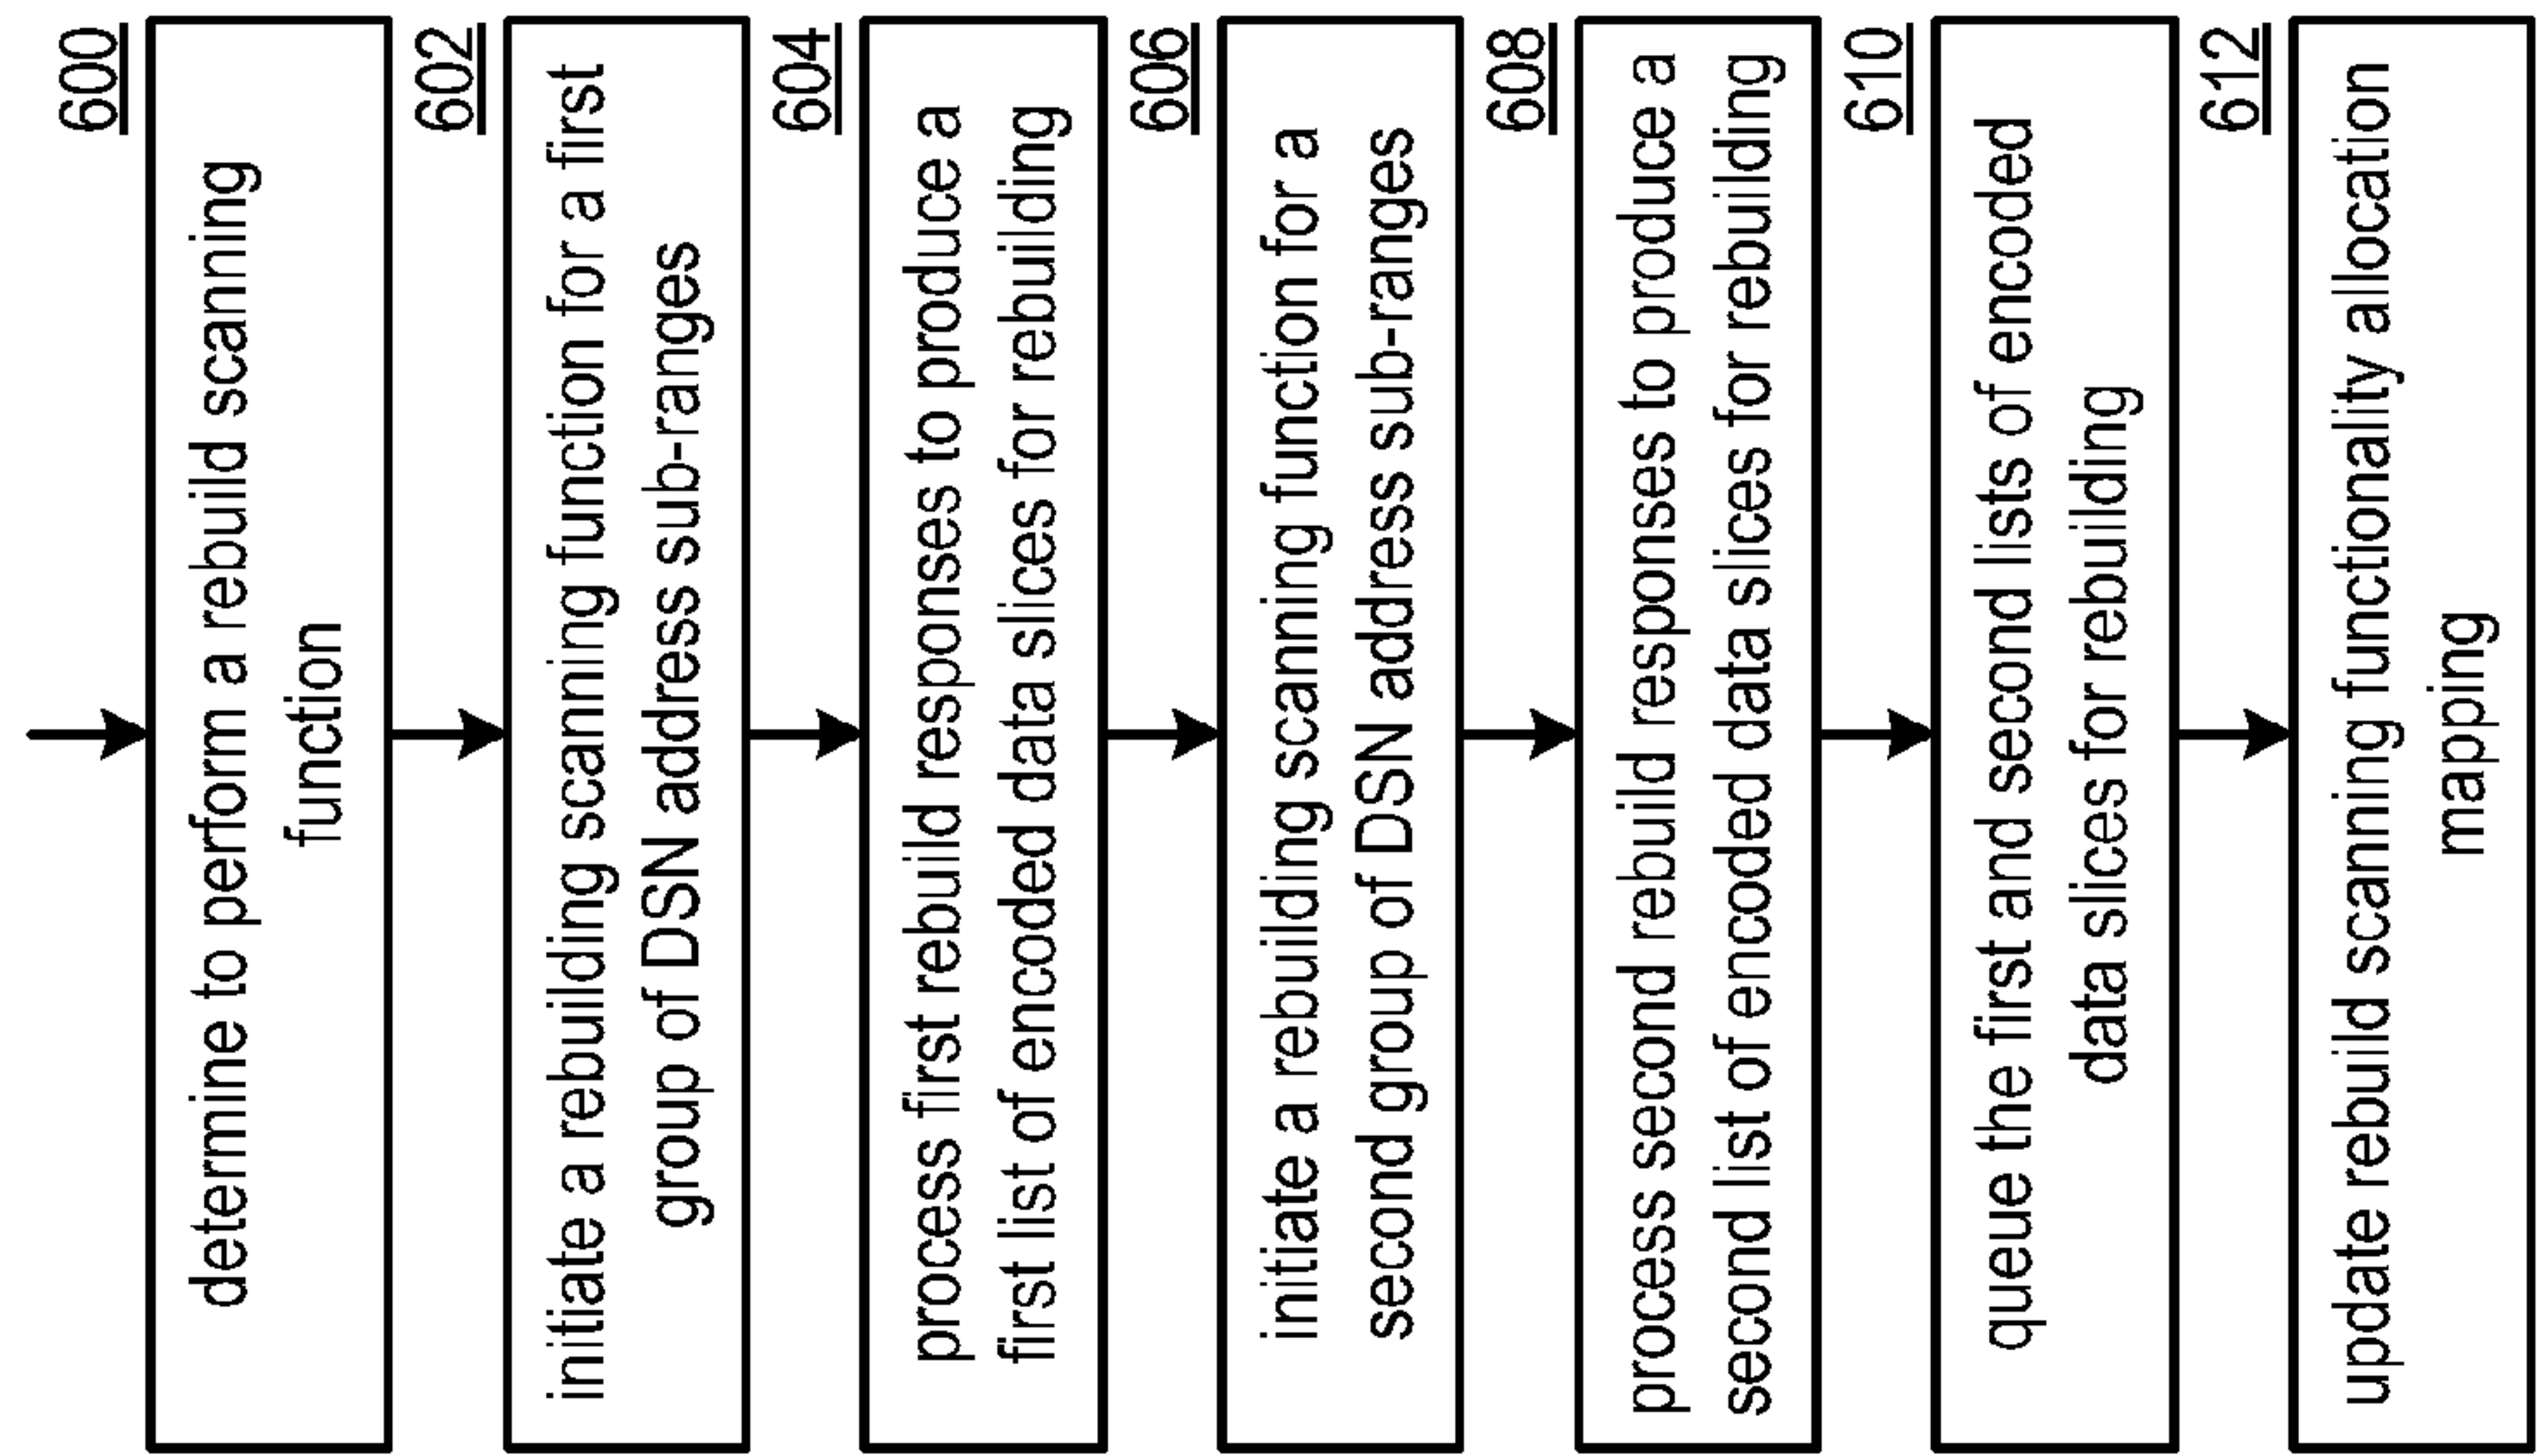 600
determine to perform a rebuild scanning
function
602
initiate a rebuilding scanning function for a first
group of DSN address sub-ranges
604
process first rebuild responses to produce a
first list of encoded data slices for rebuilding
606
initiate a rebuilding scanning function for a
second group of DSN address sub-ranges
608
process second rebuild responses to produce a
second list of encoded data slices for rebuilding
610
queue the first and second lists of encoded
data slices for rebuilding
612
update rebuild scanning functionality allocation
mapping